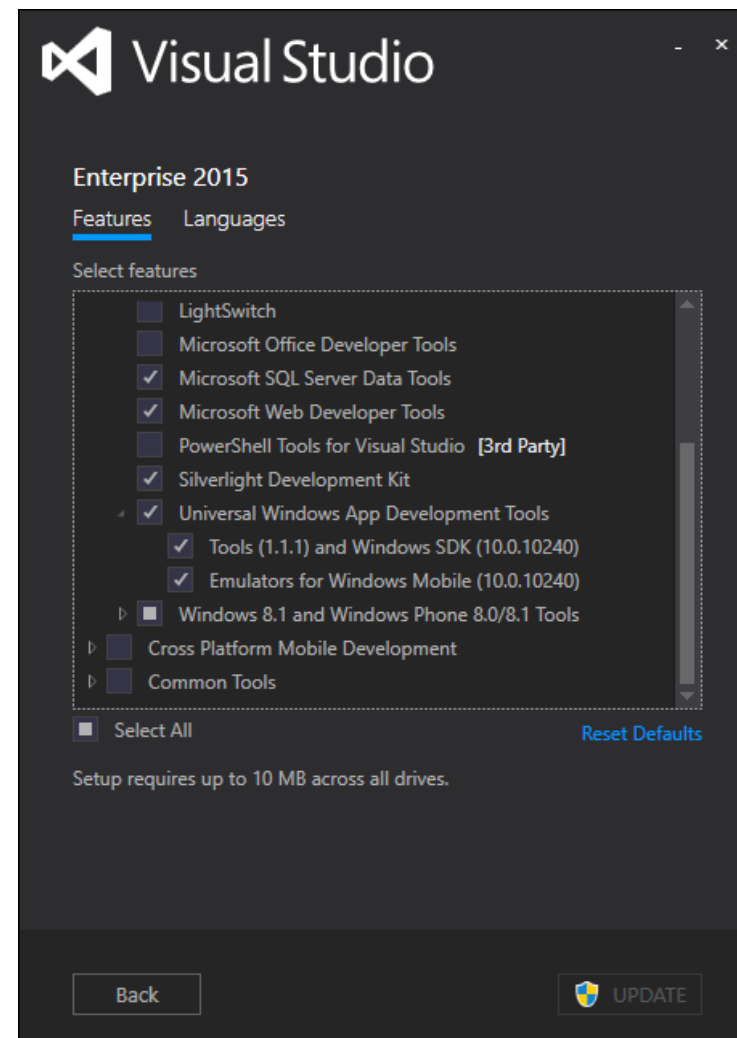 Visual Studio
Enterprise 2015
Features Languages
Select features
LightSwitch
Microsoft Office Developer Tools
Microsoft SQL Server Data Tools
Microsoft Web Developer Tools
PowerShell Tools for Visual Studio [3rd Party]
Silverlight Development Kit
Universal Windows App Development Tools
Tools (1.1.1) and Windows SDK (10.0.10240)
Emulators for Windows Mobile (10.0.10240)
Windows 8.1 and Windows Phone 8.0/8.1 Tools
Cross Platform Mobile Development
Common Tools
Select All Reset Defaults
Setup requires up to 10 MB across all drives.
Back UPDATE